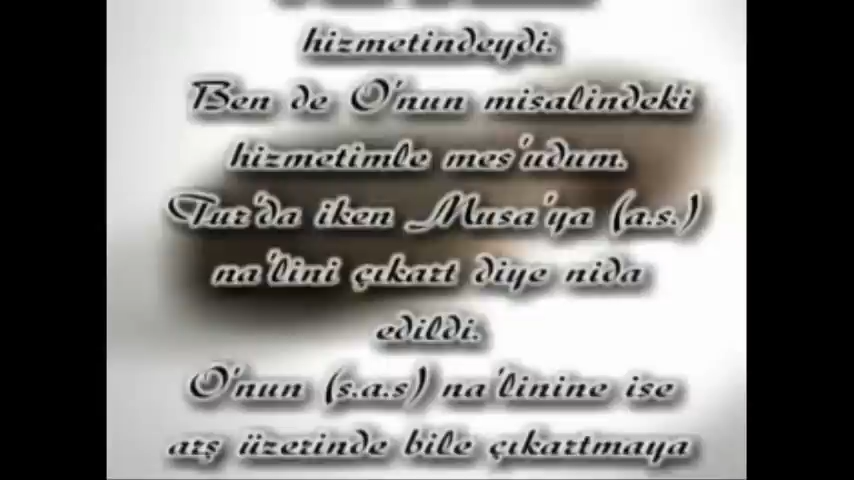 hizmetindeydi.
Ben de O'nun misalindeki
hizmetimle mes'udum.
Tur'da iken Musa'ya (a.s.)
na'lini çıkart diye nida
edildi.
O'nun (s.a.s) na'linine ise
arş üzerinde bile çıkartmaya